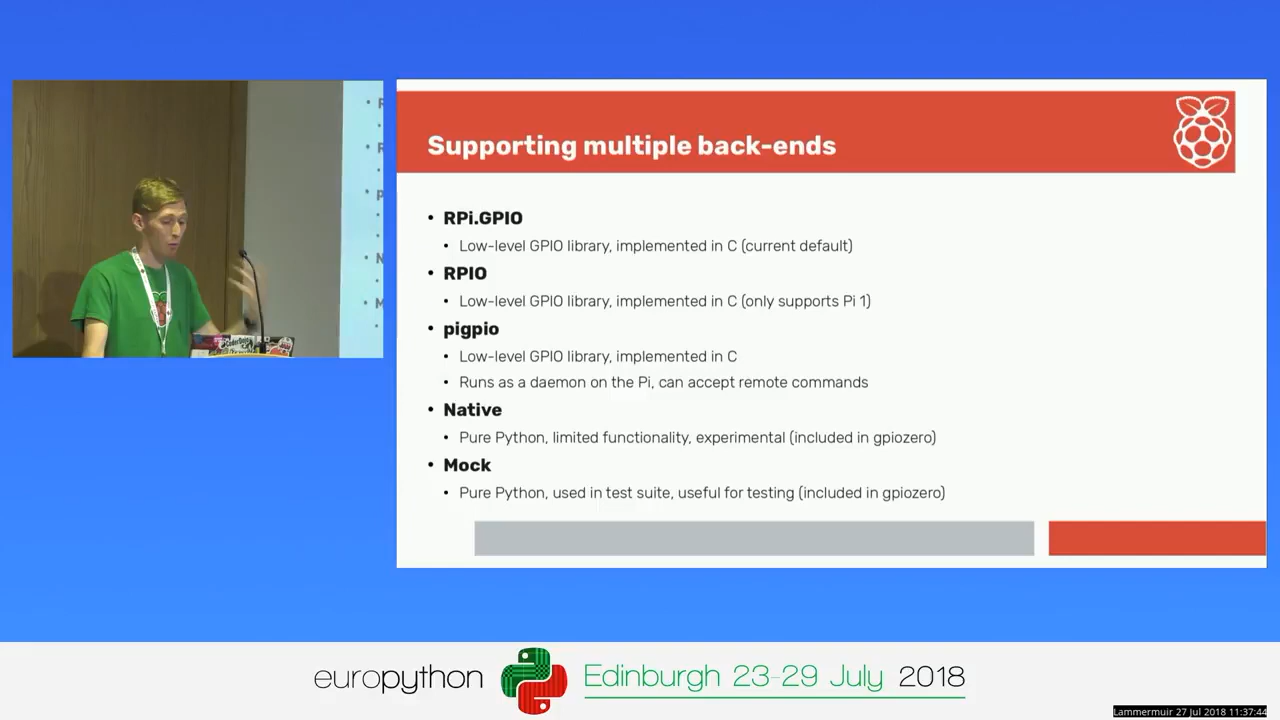 Supporting multiple back-ends
• RPi.GPIO
• Low-level GPIO library, implemented in C (current default)
• RPIO
• Low-level GPIO library, implemented in C (only supports Pi 1)
• pigpio
• Low-level GPIO library, implemented in C
• Runs as a daemon on the Pi, can accept remote commands
• Native
• Pure Python, limited functionality, experimental (included in gpiozero)
• Mock
• Pure Python, used in test suite, useful for testing (included in gpiozero)
europython Edinburgh 23-29 July 2018
Lammermuir 27 Jul 2018 11:37:44